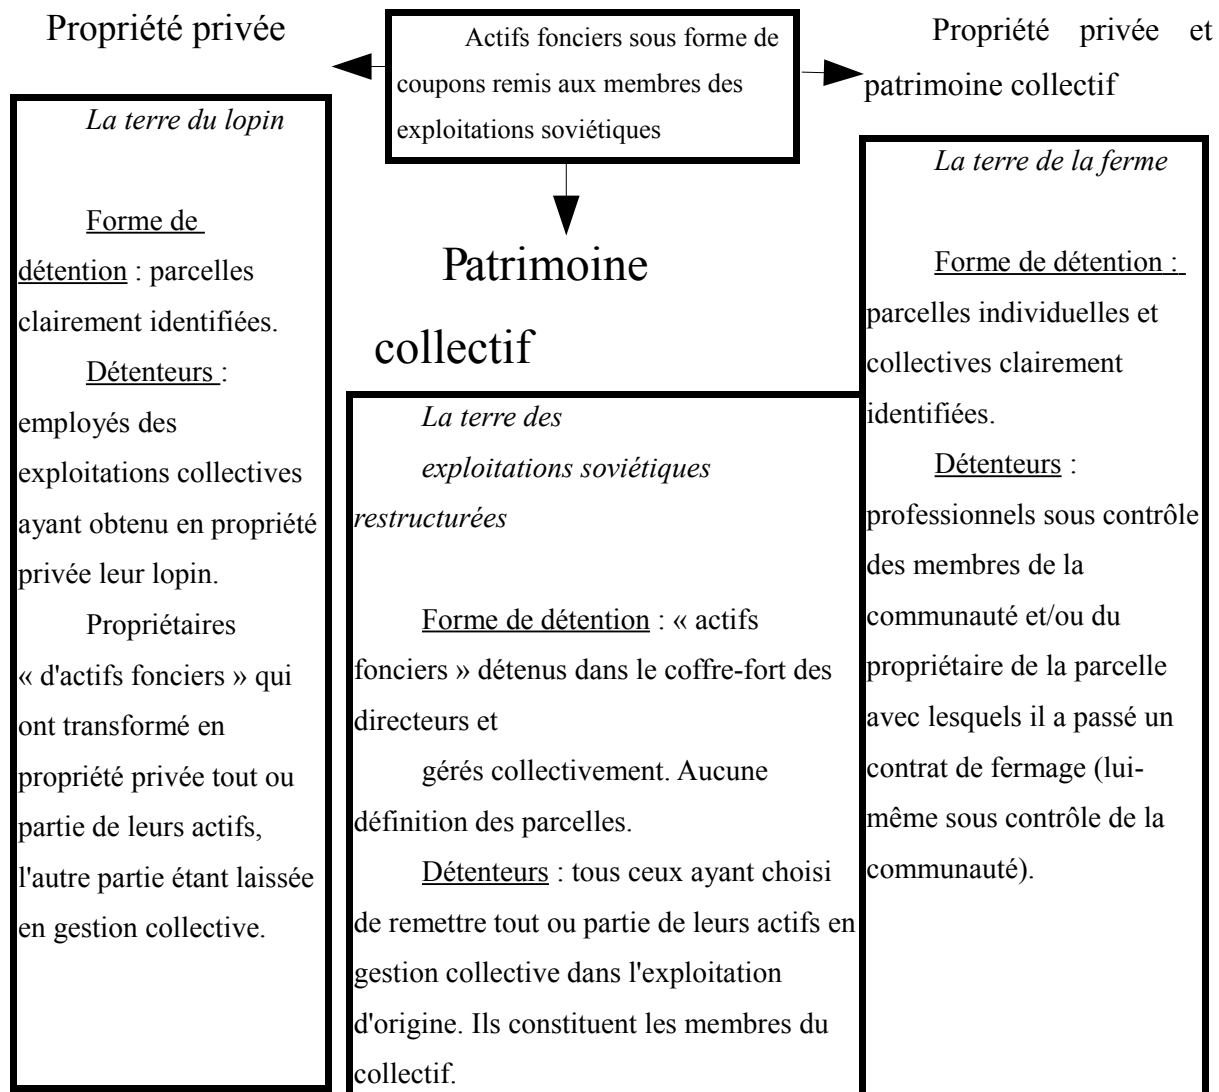 Propriété privée
Actifs fonciers sous forme de
coupons remis aux membres des
exploitations soviétiques
Propriété privée et
patrimoine collectif
La terre du lopin
Forme de
détention : parcelles
clairement identifiées.
Détenteurs :
employés des
exploitations collectives
ayant obtenu en propriété
privée leur lopin.
Propriétaires
« d'actifs fonciers » qui
ont transformé en
propriété privée tout ou
partie de leurs actifs,
l'autre partie étant laissée
en gestion collective.
Patrimoine
collectif
La terre des
exploitations soviétiques
restructurées
Forme de détention : « actifs
fonciers » détenus dans le coffre-fort des
directeurs et
gérés collectivement. Aucune
définition des parcelles.
Détenteurs : tous ceux ayant choisi
de remettre tout ou partie de leurs actifs en
gestion collective dans l'exploitation
d'origine. Ils constituent les membres du
collectif.
La terre de la ferme
Forme de détention :
parcelles individuelles et
collectives clairement
identifiées.
Détenteurs :
professionnels sous contrôle
des membres de la
communauté et/ou du
propriétaire de la parcelle
avec lesquels il a passé un
contrat de fermage (lui-
même sous contrôle de la
communauté).